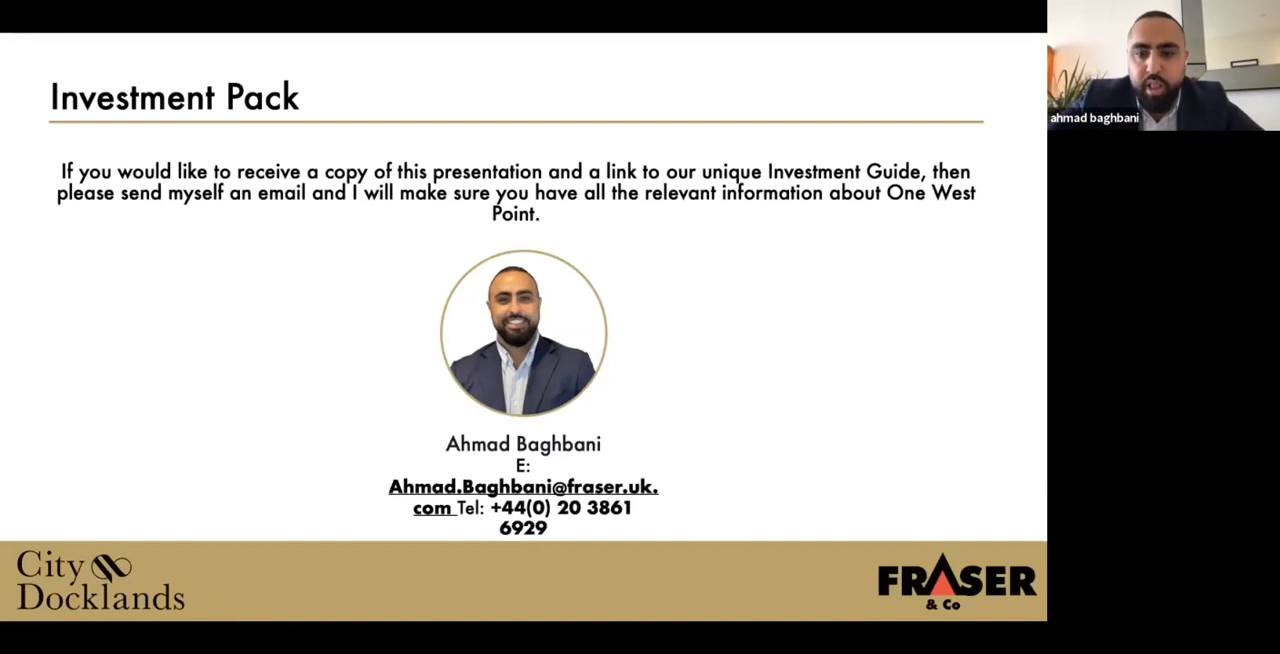 Investment Pack
ahmad baghbani
If you would like to receive a copy of this presentation and a link to our unique Investment Guide, then
please send myself an email and I will make sure you have all the relevant information about One West
Point.
Ahmad Baghbani
E:
Ahmad.Baghbani@fraser.uk.
com Tel: +44(0) 20 3861
6929
City
Docklands
FRASER
& Co